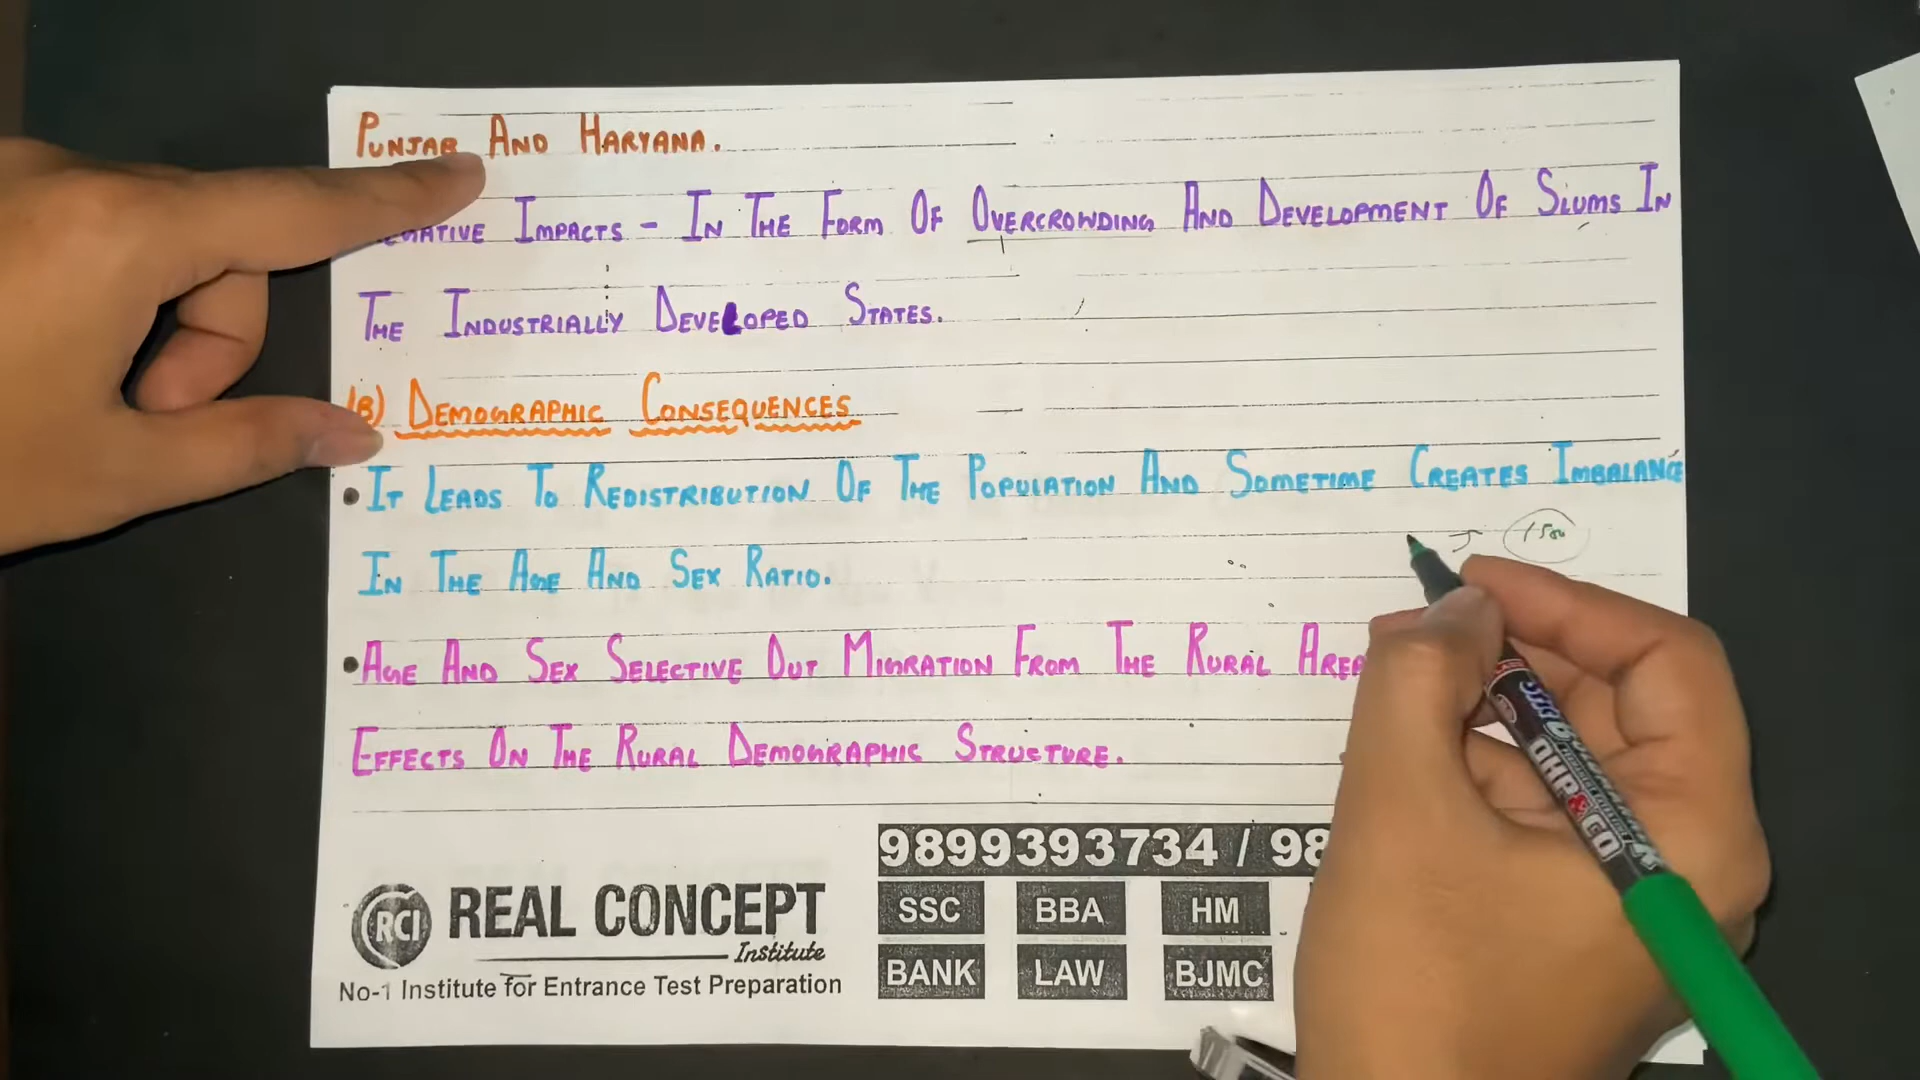 PUNJAB AND HARYANA.
IMPACTS - IN THE FORM OF OVERCROWDING AND DEVELOPMENT OF SLUMS IN
THE INDUSTRIALLY DEVELOPED STATES.
(B) DEMOGRAPHIC CONSEQUENCES
• IT LEADS TO REDISTRIBUTION OF THE POPULATION AND SOMETIME CREATES IMBALANCE
IN THE AGE AND SEX RATIO.
• AGE AND SEX SELECTIVE OUT MIGRATION FROM THE RURAL
EFFECTS ON THE RURAL DEMOGRAPHIC STRUCTURE.
9899393734 / 98
RCI REAL CONCEPT
Institute
No-1 Institute for Entrance Test Preparation
SSC BBA HM
BANK LAW BJMC
OHP &